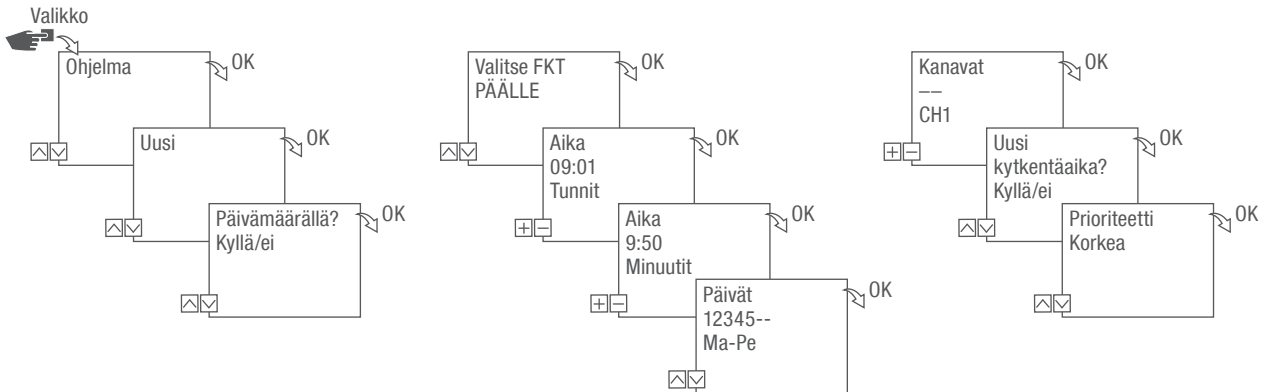 Valikko
Ohjelma
OK
Uusi
OK
Päivämäärällä?
Kyllä/ei
OK
Valitse FKT
PÄÄLLE
OK
Aika
09:01
Tunnit
OK
Aika
9:50
Minuutit
OK
Päivät
12345--
Ma-Pe
OK
Kanavat
––
CH1
OK
Uusi
kytkentäaika?
Kyllä/ei
OK
Prioriteetti
Korkea
OK